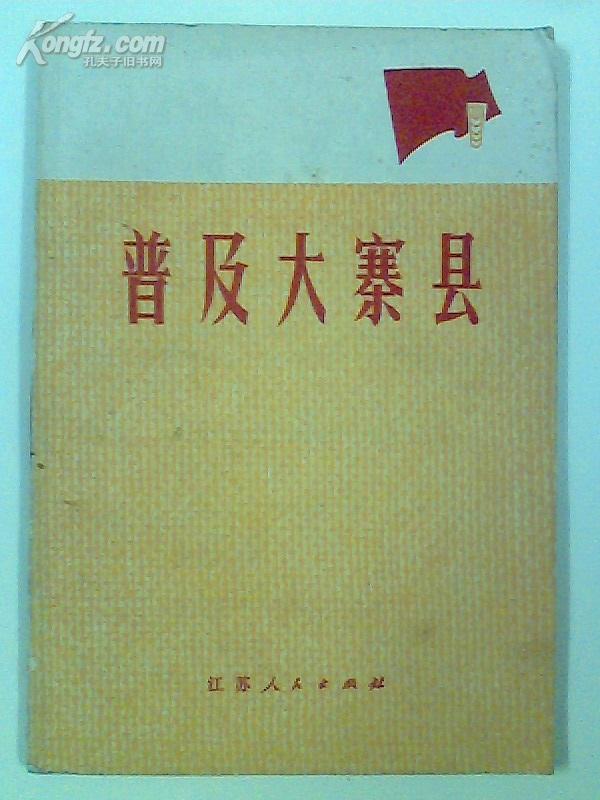 Kongfz.com
孔夫子旧书网
普及大寨县
江苏人民出版社